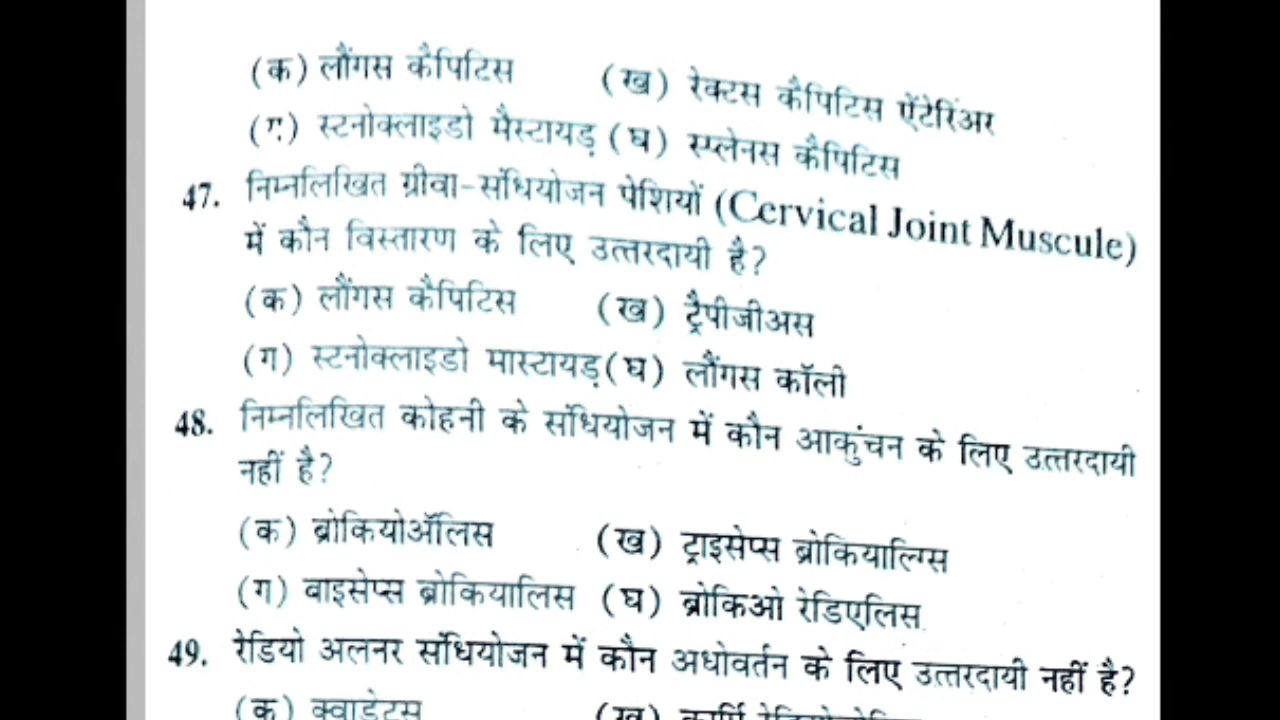 (क) लौंगस कैपिटिस (ख) रेक्टस कैपिटिस ऐंटेरिंअर
(ग) स्टनोक्लाइडो मैस्टायड़ (घ) स्प्लेनस कैपिटिस
47. निम्नलिखित ग्रीवा-संधियोजन पेशियों (Cervical Joint Muscule)
में कौन विस्तारण के लिए उत्तरदायी है?
(क) लौंगस कैपिटिस (ख) ट्रैपीजीअस
(ग) स्टनोक्लाइडो मास्टायड़ (घ) लौंगस कॉली
48. निम्नलिखित कोहनी के संधियोजन में कौन आकुंचन के लिए उत्तरदायी
नहीं है?
(क) ब्रोकियोऑलिस (ख) ट्राइसेप्स ब्रोकियाल्गिस
(ग) वाइसेप्स ब्रोकियालिस (घ) ब्रोकिओ रेडिएलिस
49. रेडियो अलनर संधियोजन में कौन अधोवर्तन के लिए उत्तरदायी नहीं है?
(क) क्वाडेटस (ख)